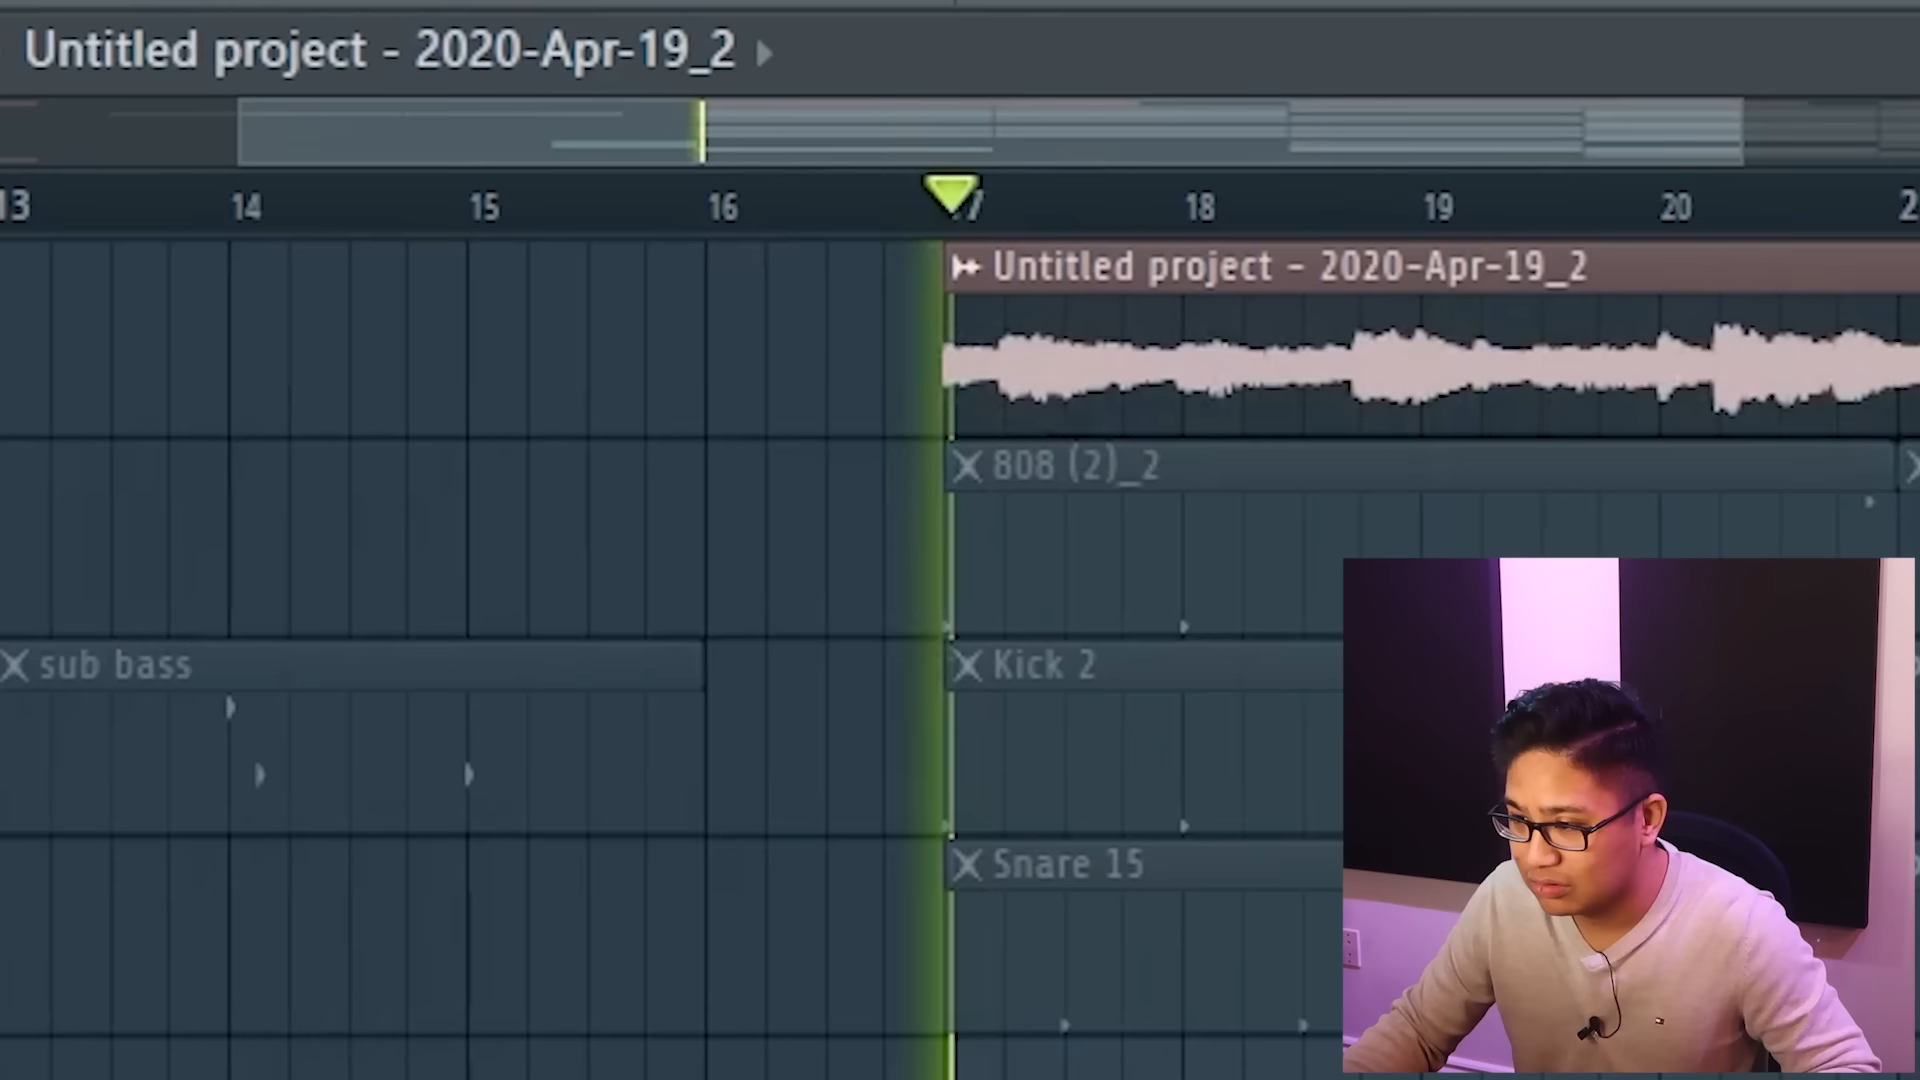 Untitled project - 2020-Apr-19_2
13 14 15 16 17 18 19 20 2
Untitled project - 2020-Apr-19_2
808 (2)_2
sub bass
Kick 2
Snare 15